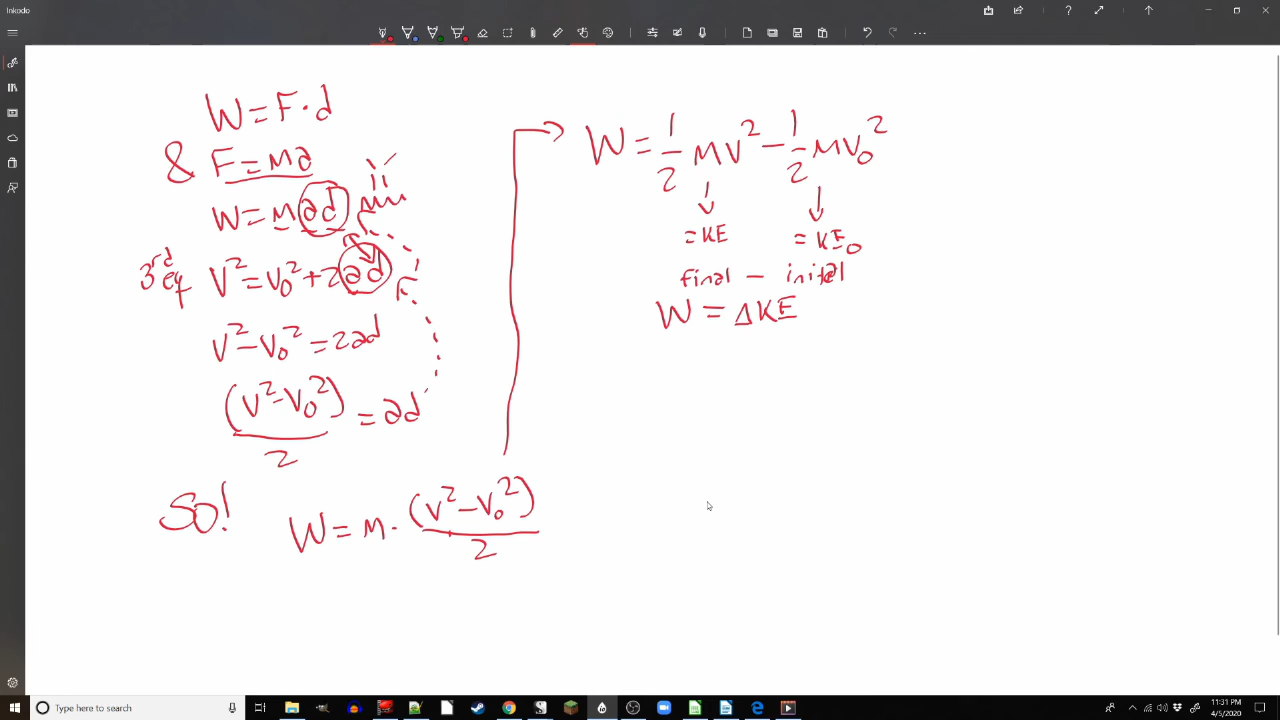 Inkodo
W = F · d
& F = ma
W = m ad
3rd eq V² = V₀² + 2ad
V² − V₀² = 2ad
(V² − V₀²)
= ad
2
So!
W = m · (V² − V₀²)
2
W = 1/2 mV² − 1/2 mV₀²
= KE = KE₀
final − initial
W = ΔKE
Type here to search
11:31 PM
4/5/2020